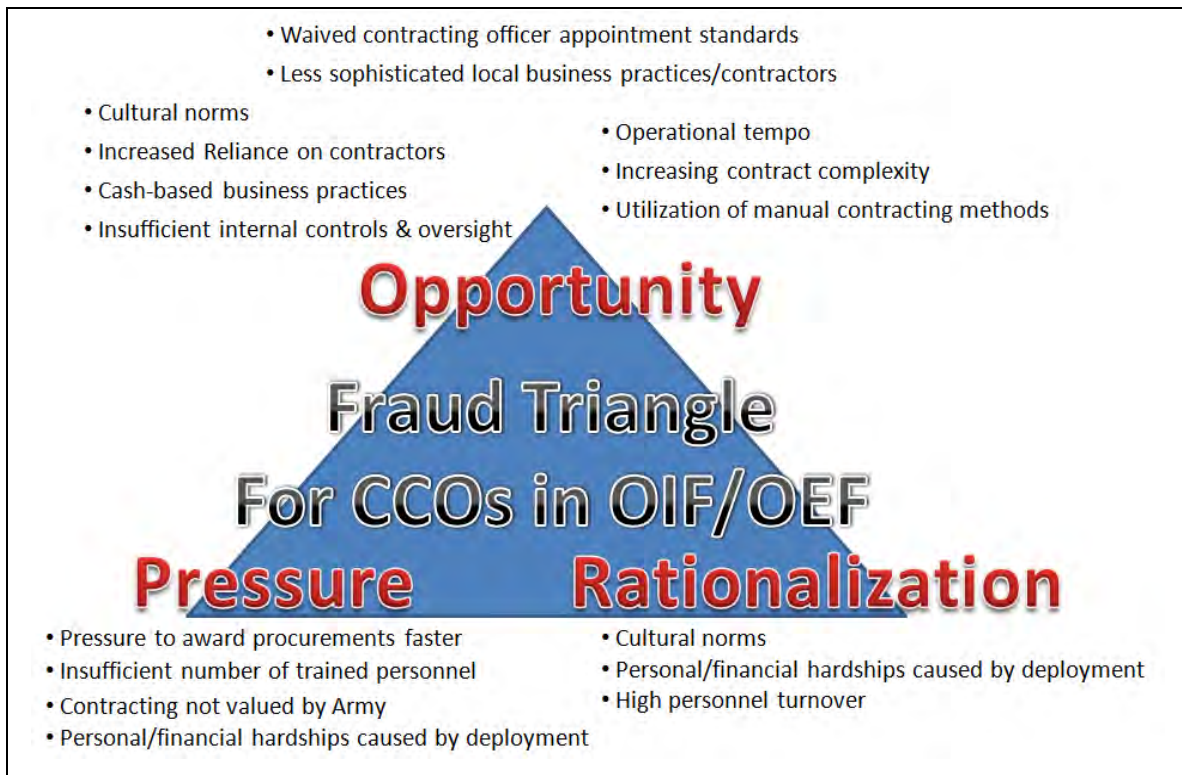 • Waived contracting officer appointment standards
• Less sophisticated local business practices/contractors
• Cultural norms
• Increased Reliance on contractors
• Cash-based business practices
• Insufficient internal controls & oversight
• Operational tempo
• Increasing contract complexity
• Utilization of manual contracting methods
Opportunity
Fraud Triangle
For CCOs in OIF/OEF
Pressure
Rationalization
• Pressure to award procurements faster
• Insufficient number of trained personnel
• Contracting not valued by Army
• Personal/financial hardships caused by deployment
• Cultural norms
• Personal/financial hardships caused by deployment
• High personnel turnover